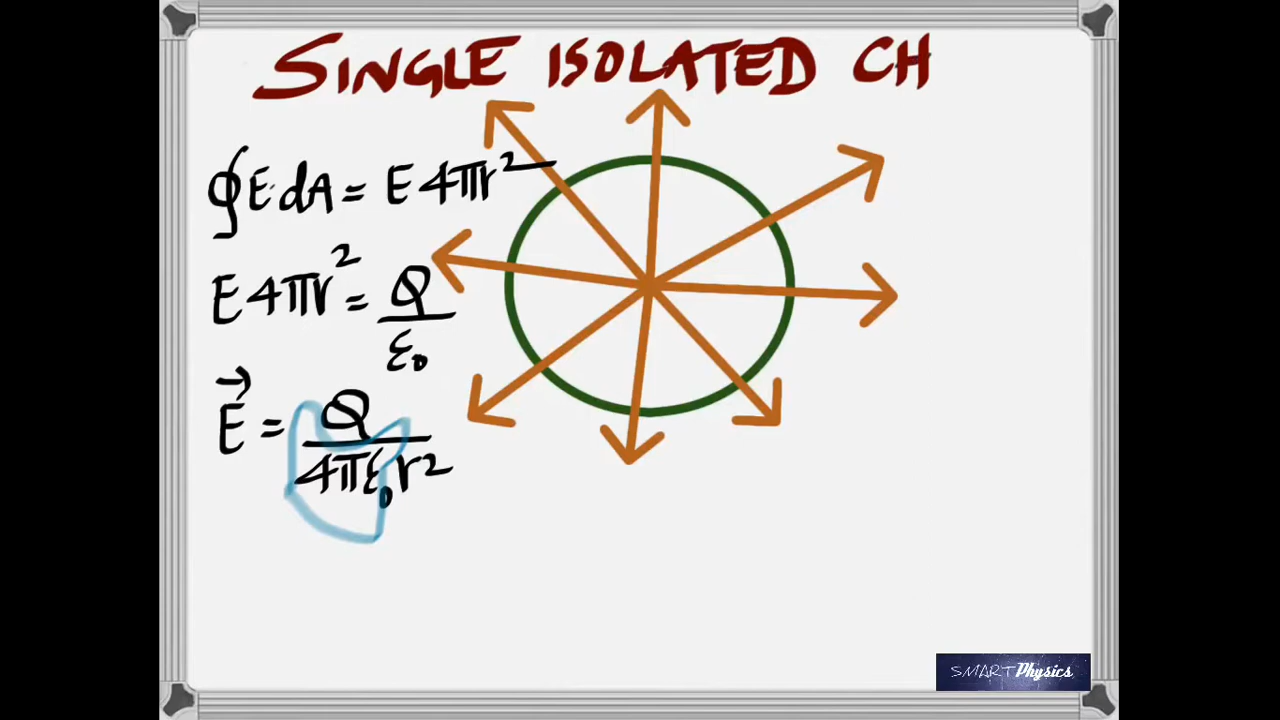 SINGLE ISOLATED CH
∮E·dA = E4πr²
E4πr² = Q/ε₀
E⃗ = Q/4πε₀r²
SMART Physics